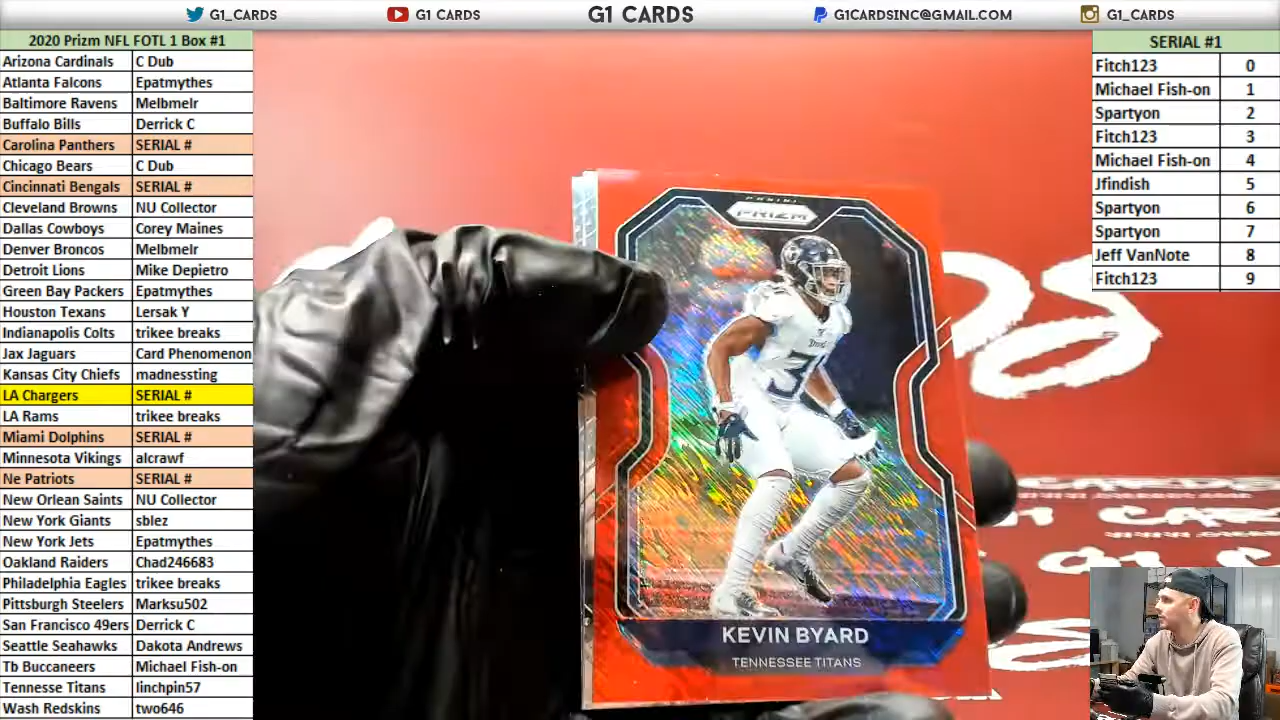 G1_CARDS
G1 CARDS
G1 CARDS
G1CARDSINC@GMAIL.COM
G1_CARDS
2020 Prizm NFL FOTL 1 Box #1
Arizona Cardinals C Dub
Atlanta Falcons Epatmythes
Baltimore Ravens Melbmelr
Buffalo Bills Derrick C
Carolina Panthers SERIAL #
Chicago Bears C Dub
Cincinnati Bengals SERIAL #
Cleveland Browns NU Collector
Dallas Cowboys Corey Maines
Denver Broncos Melbmelr
Detroit Lions Mike Depietro
Green Bay Packers Epatmythes
Houston Texans Lersak Y
Indianapolis Colts trikee breaks
Jax Jaguars Card Phenomenon
Kansas City Chiefs madnessting
LA Chargers SERIAL #
LA Rams trikee breaks
Miami Dolphins SERIAL #
Minnesota Vikings alcrawf
Ne Patriots SERIAL #
New Orlean Saints NU Collector
New York Giants sblez
New York Jets Epatmythes
Oakland Raiders Chad246683
Philadelphia Eagles trikee breaks
Pittsburgh Steelers Marksu502
San Francisco 49ers Derrick C
Seattle Seahawks Dakota Andrews
Tb Buccaneers Michael Fish-on
Tennesse Titans linchpin57
Wash Redskins two646
SERIAL #1
Fitch123 0
Michael Fish-on 1
Spartyon 2
Fitch123 3
Michael Fish-on 4
Jfindish 5
Spartyon 6
Spartyon 7
Jeff VanNote 8
Fitch123 9
PANINI
PRIZM
KEVIN BYARD
TENNESSEE TITANS